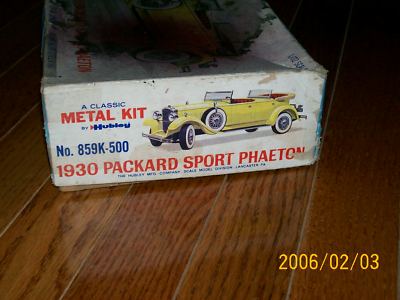 A CLASSIC
METAL KIT
BY Hubley
No. 859K-500
1930 PACKARD SPORT PHAETON
THE HUBLEY MFG. COMPANY, SCALE MODEL DIVISION - LANCASTER, PA.
PHAETON
2006/02/03